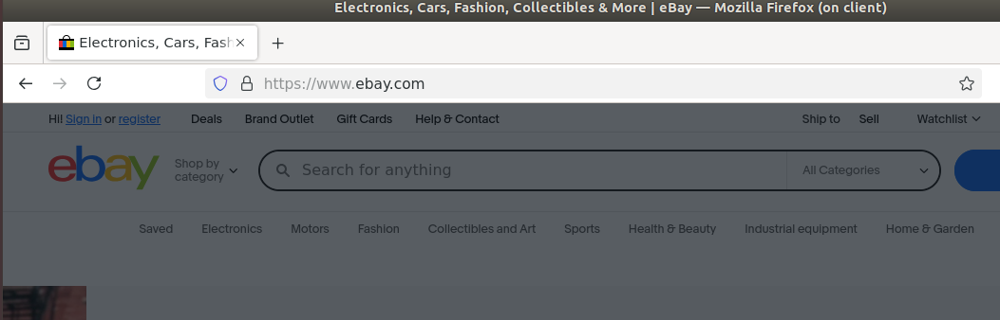 Electronics, Cars, Fashion, Collectibles & More | eBay — Mozilla Firefox (on client)
Electronics, Cars, Fash
https://www.ebay.com
Hi! Sign in or register Deals Brand Outlet Gift Cards Help & Contact Ship to Sell Watchlist
ebay Shop by category Search for anything All Categories
Saved Electronics Motors Fashion Collectibles and Art Sports Health & Beauty Industrial equipment Home & Garden